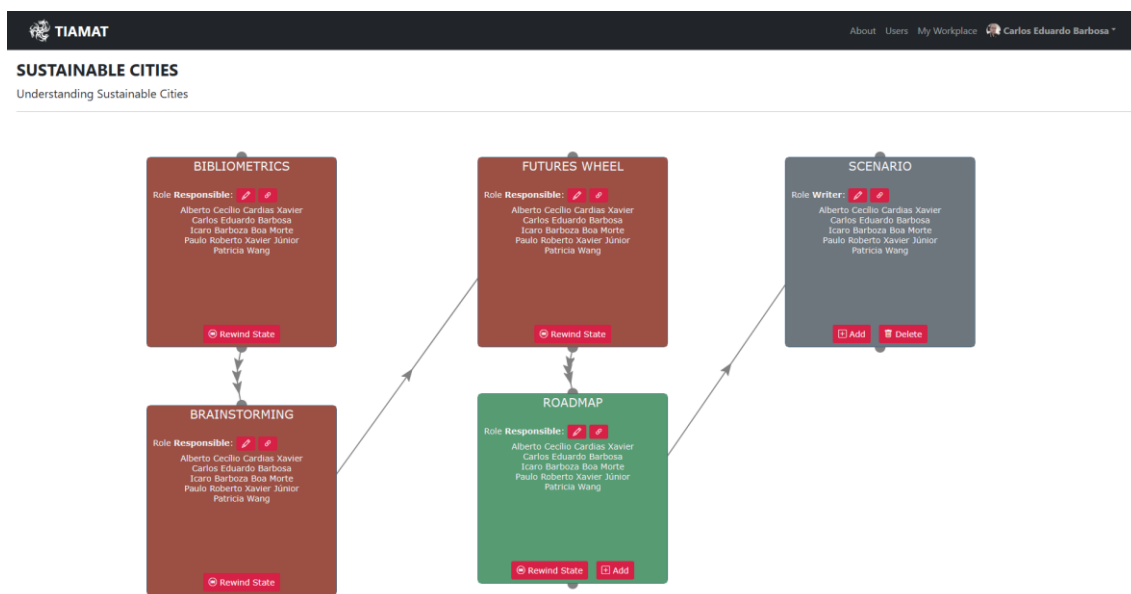 TIAMAT
About Users My Workplace Carlos Eduardo Barbosa
SUSTAINABLE CITIES
Understanding Sustainable Cities
BIBLIOMETRICS
Role Responsible:
Alberto Cecílio Cardias Xavier
Carlos Eduardo Barbosa
Icaro Barboza Boa Morte
Paulo Roberto Xavier Júnior
Patricia Wang
Rewind State
BRAINSTORMING
Role Responsible:
Alberto Cecílio Cardias Xavier
Carlos Eduardo Barbosa
Icaro Barboza Boa Morte
Paulo Roberto Xavier Júnior
Patricia Wang
Rewind State
FUTURES WHEEL
Role Responsible:
Alberto Cecílio Cardias Xavier
Carlos Eduardo Barbosa
Icaro Barboza Boa Morte
Paulo Roberto Xavier Júnior
Patricia Wang
Rewind State
ROADMAP
Role Responsible:
Alberto Cecílio Cardias Xavier
Carlos Eduardo Barbosa
Icaro Barboza Boa Morte
Paulo Roberto Xavier Júnior
Patricia Wang
Rewind State Add
SCENARIO
Role Writer:
Alberto Cecílio Cardias Xavier
Carlos Eduardo Barbosa
Icaro Barboza Boa Morte
Paulo Roberto Xavier Júnior
Patricia Wang
Add Delete